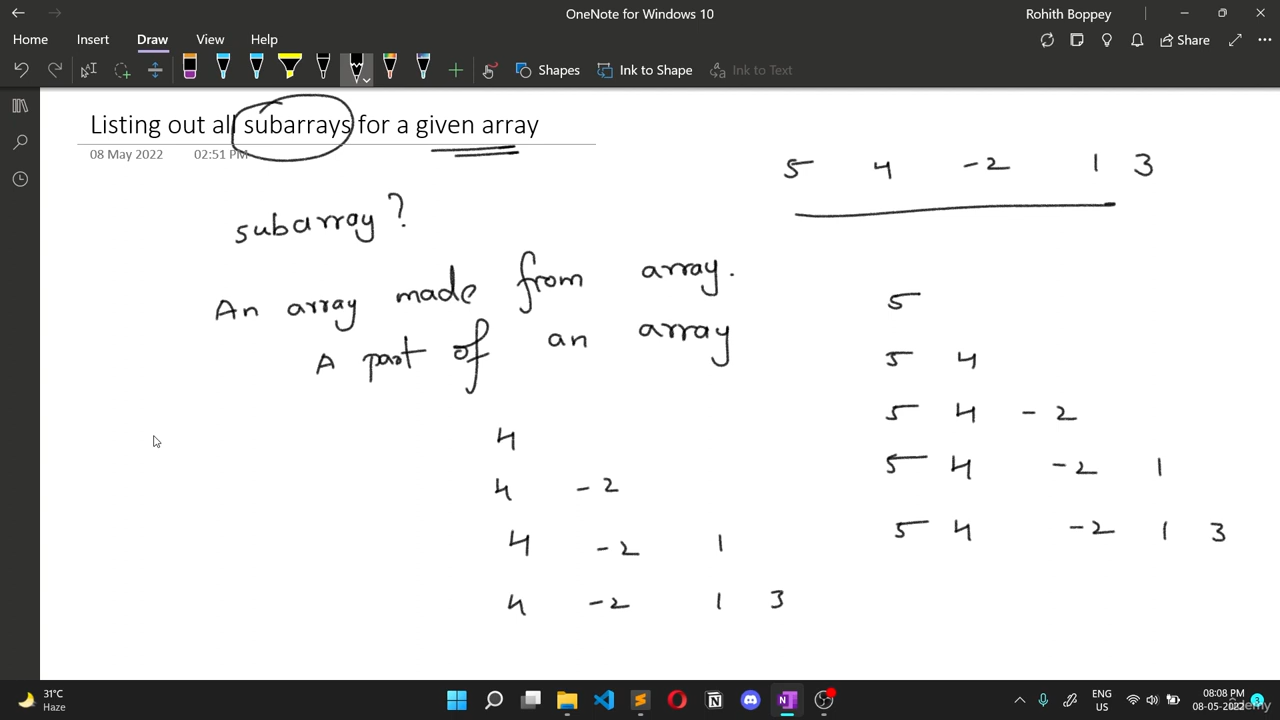 OneNote for Windows 10
Rohith Boppey
Home Insert Draw View Help
Share
Shapes Ink to Shape Ink to Text
Listing out all subarrays for a given array
08 May 2022 02:51 PM
5 4 -2 1 3
subarray?
An array made from array.
A part of an array
5
5 4
5 4 -2
5 4 -2 1
5 4 -2 1 3
4
4 -2
4 -2 1
4 -2 1 3
31°C
Haze
ENG
US
08:08 PM
08-05-2022
3
udemy